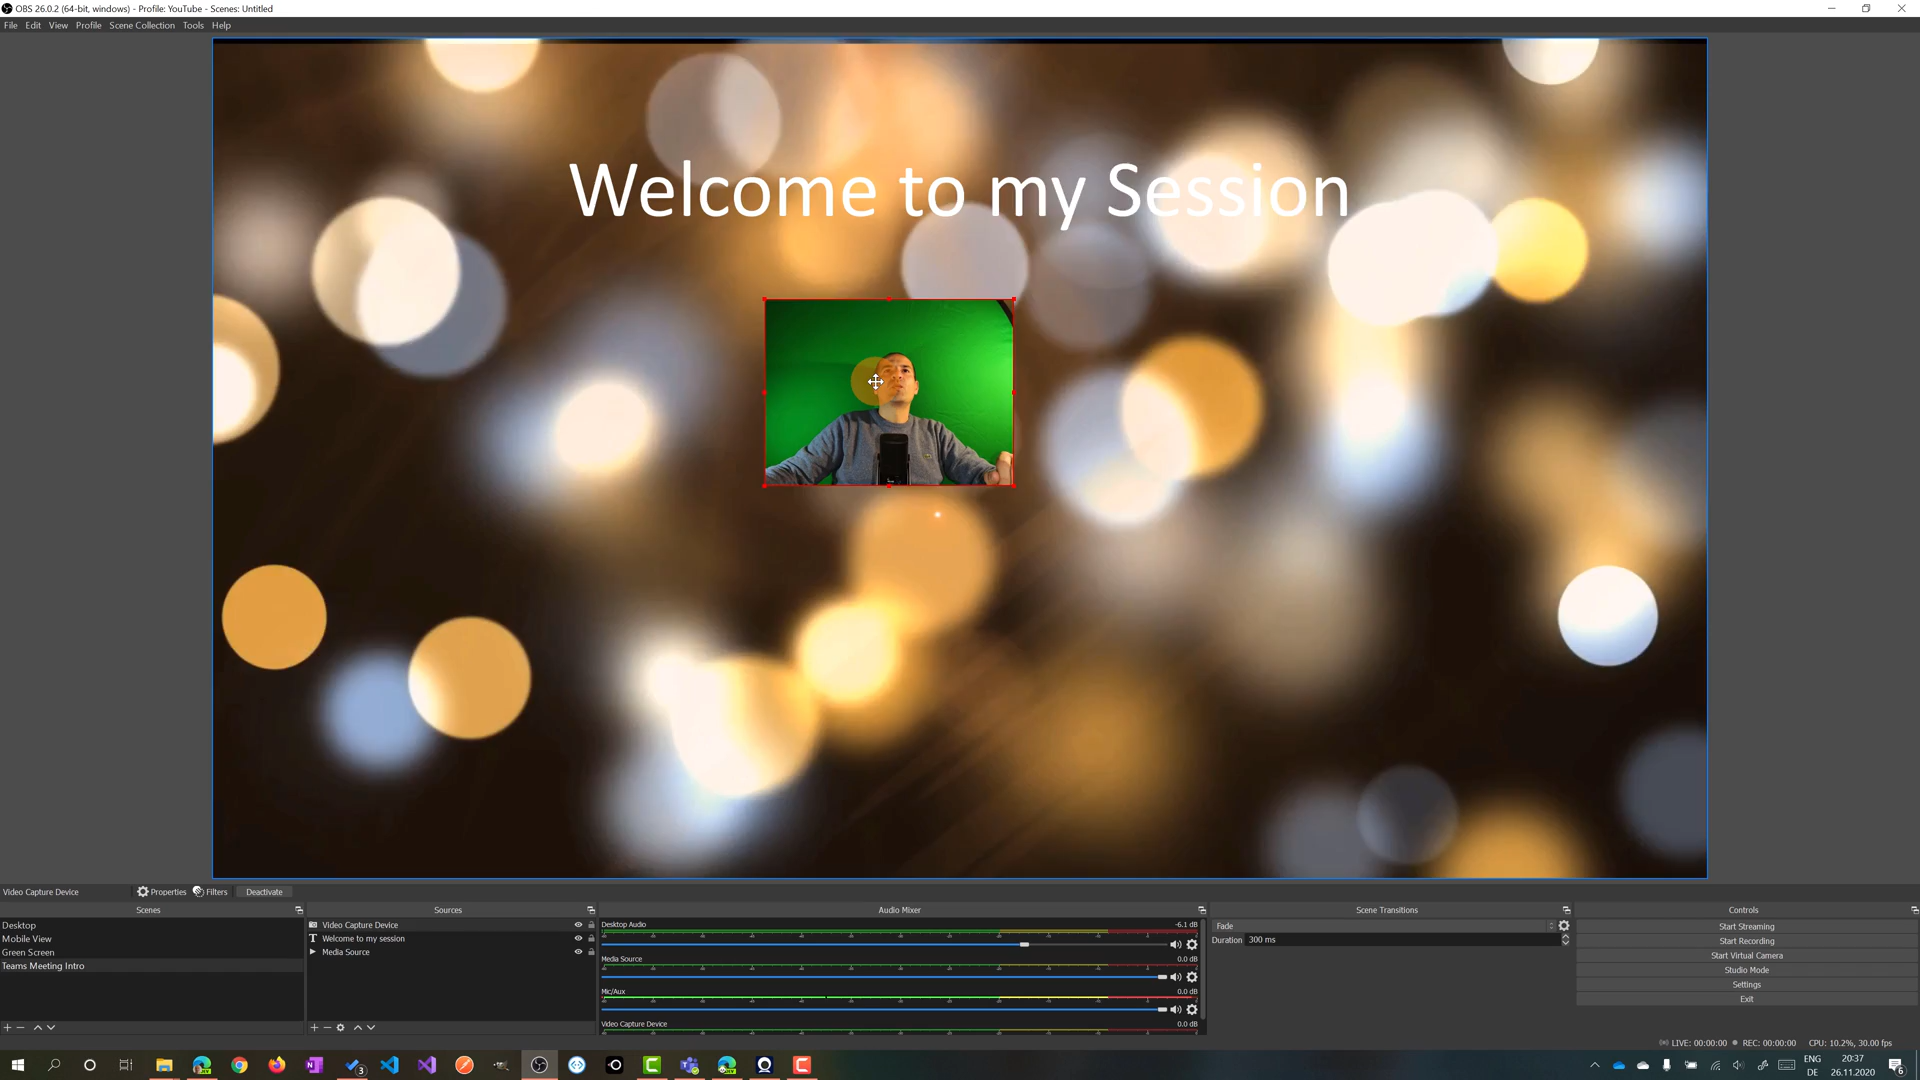 OBS 26.0.2 (64-bit, windows) - Profile: YouTube - Scenes: Untitled
File Edit View Profile Scene Collection Tools Help
Welcome to my Session
Video Capture Device Properties Filters Deactivate
Scenes Sources Audio Mixer Scene Transitions Controls
Desktop
Mobile View
Green Screen
Teams Meeting Intro
Video Capture Device
Welcome to my session
Media Source
Desktop Audio -6.1 dB
Media Source 0.0 dB
Mic/Aux 0.0 dB
Video Capture Device 0.0 dB
Fade
Duration 300 ms
Start Streaming
Start Recording
Start Virtual Camera
Studio Mode
Settings
Exit
LIVE: 00:00:00 REC: 00:00:00 CPU: 10.2%, 30.00 fps
3
ENG
DE
20:37
26.11.2020
6